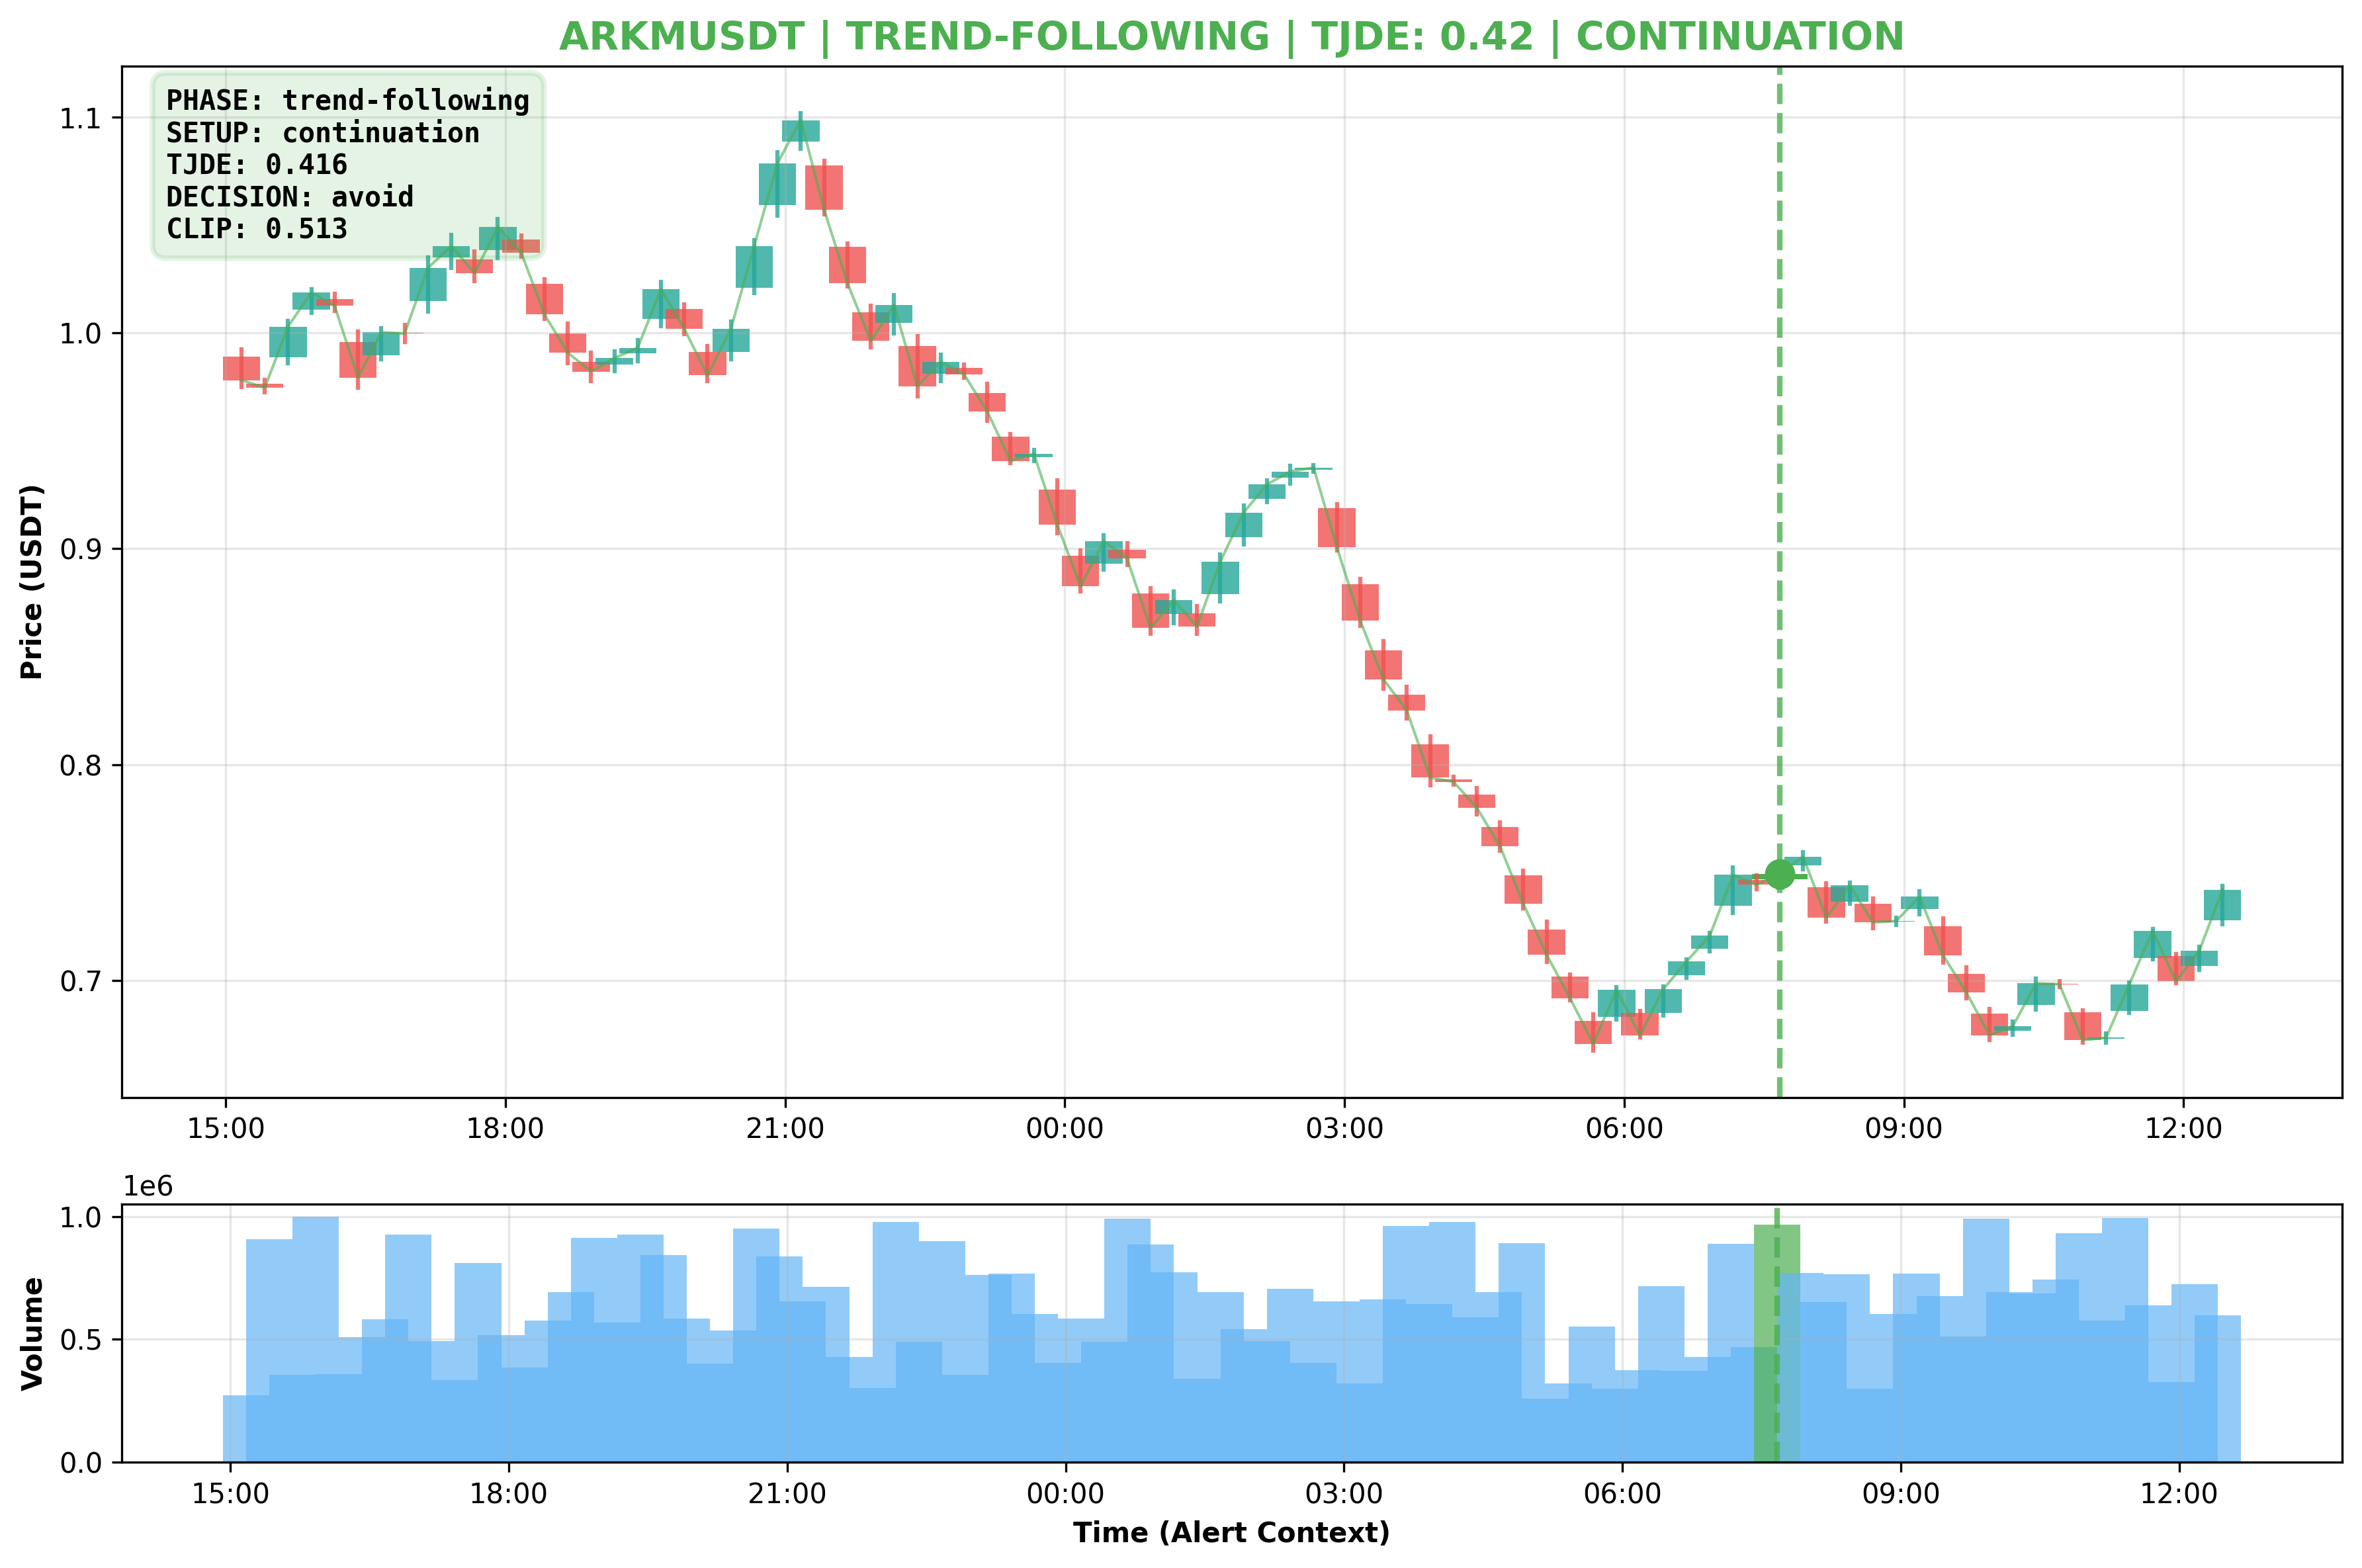 ARKMUSDT | TREND-FOLLOWING | TJDE: 0.42 | CONTINUATION
PHASE: trend-following
SETUP: continuation
TJDE: 0.416
DECISION: avoid
CLIP: 0.513
Price (USDT)
1.1
1.0
0.9
0.8
0.7
15:00 18:00 21:00 00:00 03:00 06:00 09:00 12:00
1e6
Volume
1.0
0.5
0.0
15:00 18:00 21:00 00:00 03:00 06:00 09:00 12:00
Time (Alert Context)